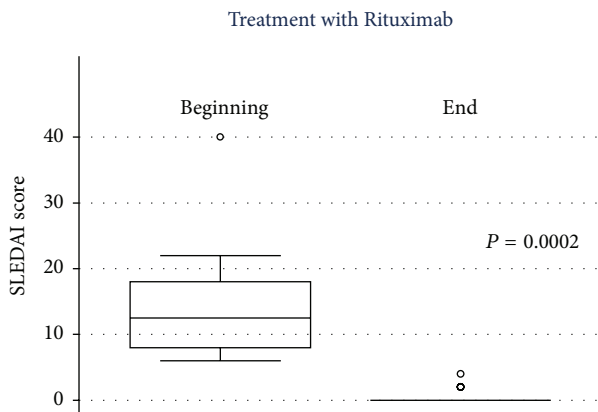 Treatment with Rituximab
Beginning
End
40
30
P = 0.0002
20
10
0
SLEDAI score